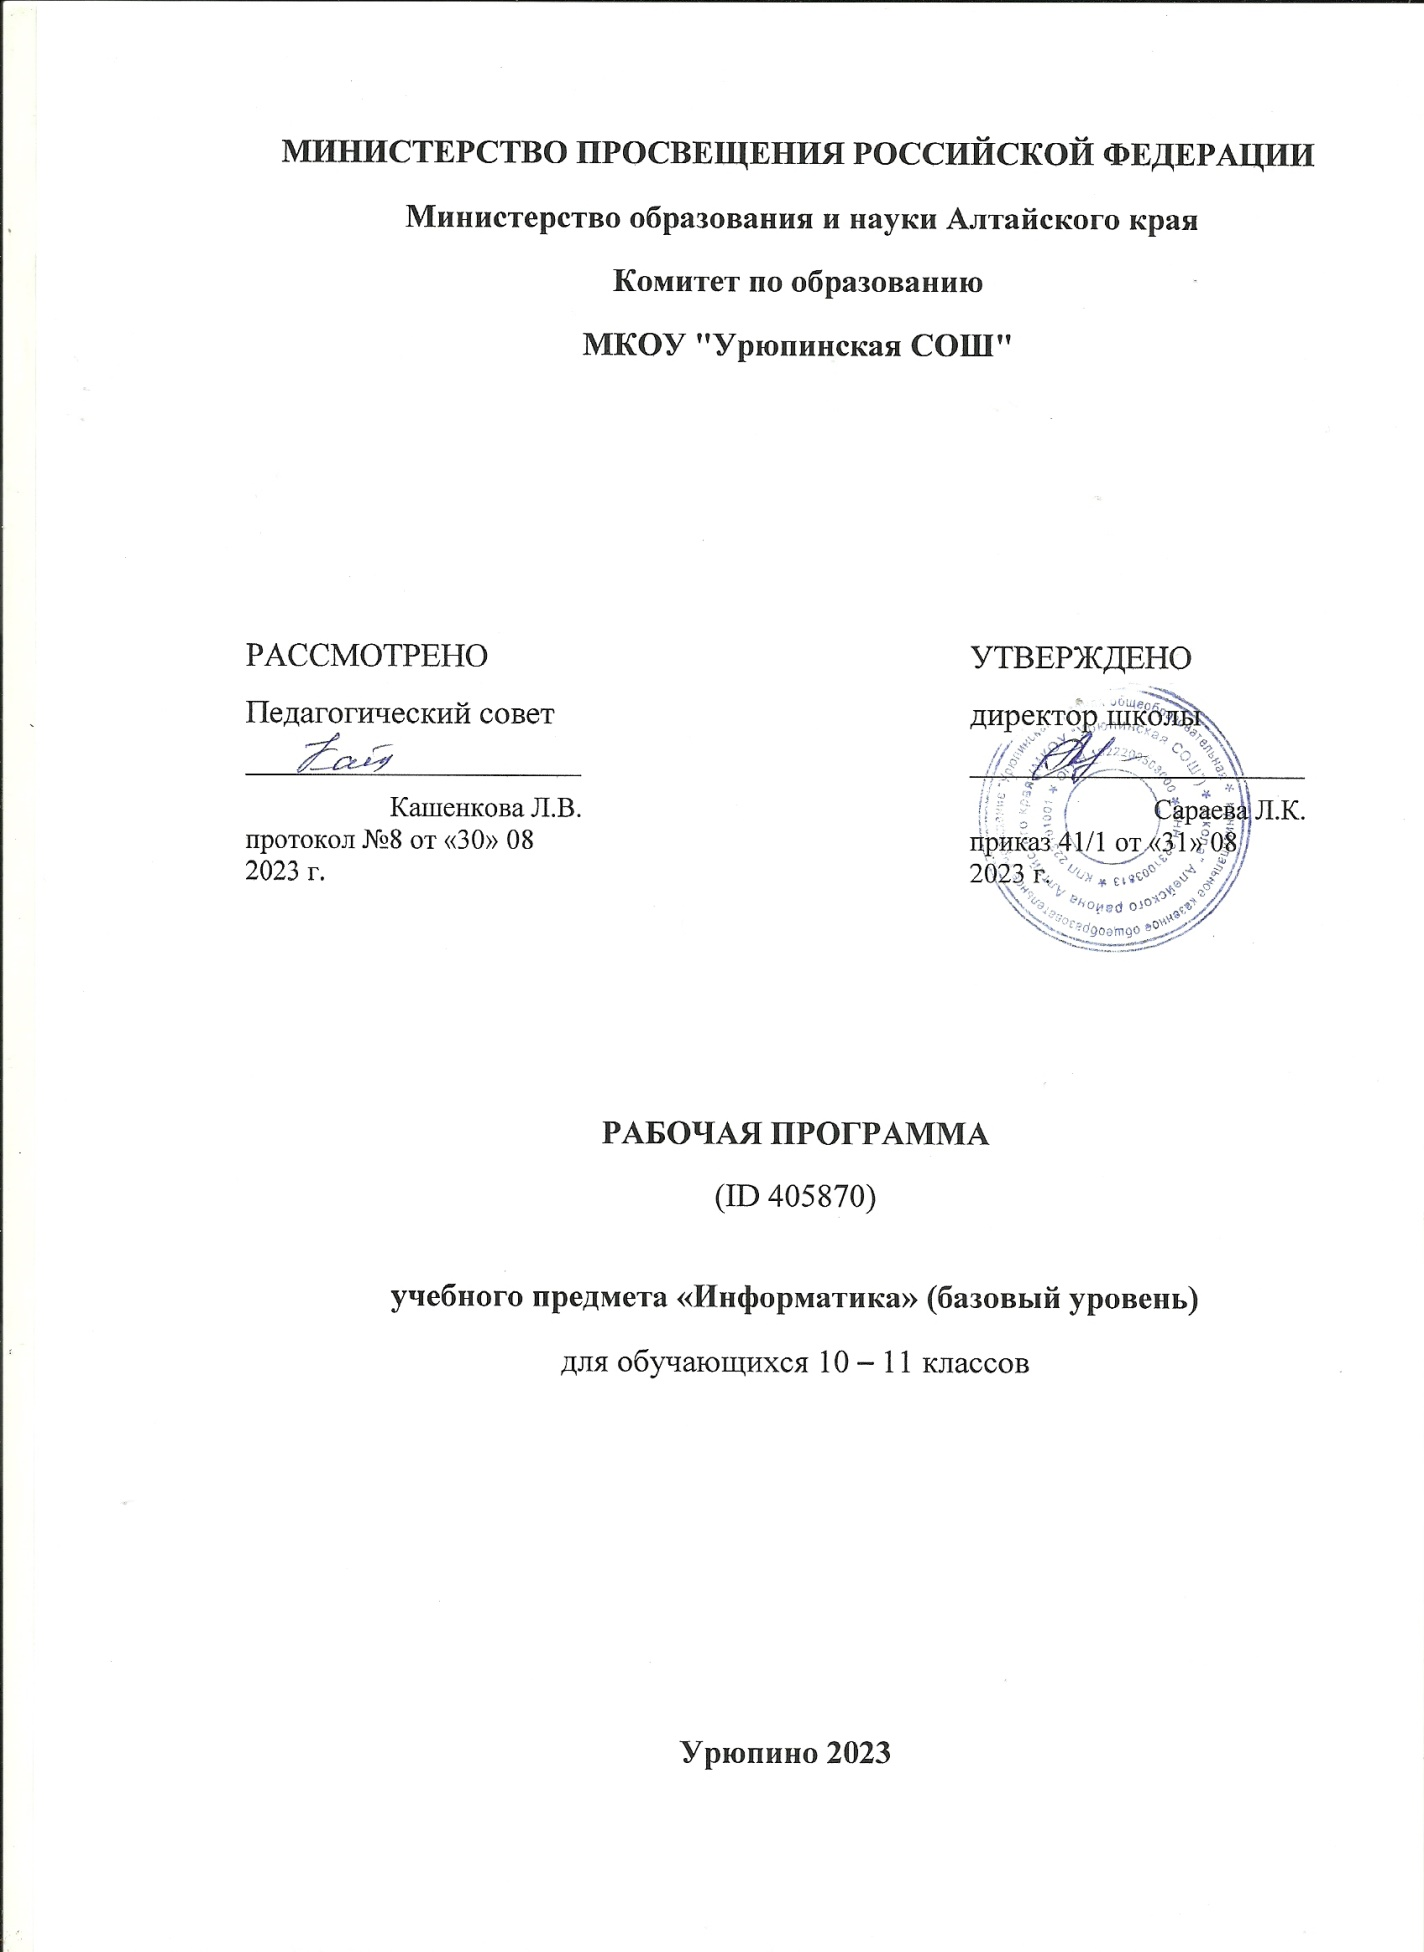 МИНИСТЕРСТВО ПРОСВЕЩЕНИЯ РОССИЙСКОЙ ФЕДЕРАЦИИ
Министерство образования и науки Алтайского края
Комитет по образованию
МКОУ "Урюпинская СОШ"
РАССМОТРЕНО
Педагогический совет
Кашенкова Л.В.
протокол №8 от «30» 08
2023 г.
УТВЕРЖДЕНО
директор школы
Сараева Л.К.
приказ 41/1 от «31» 08
2023 г.
РАБОЧАЯ ПРОГРАММА
(ID 405870)
учебного предмета «Информатика» (базовый уровень)
для обучающихся 10 – 11 классов
Урюпино 2023